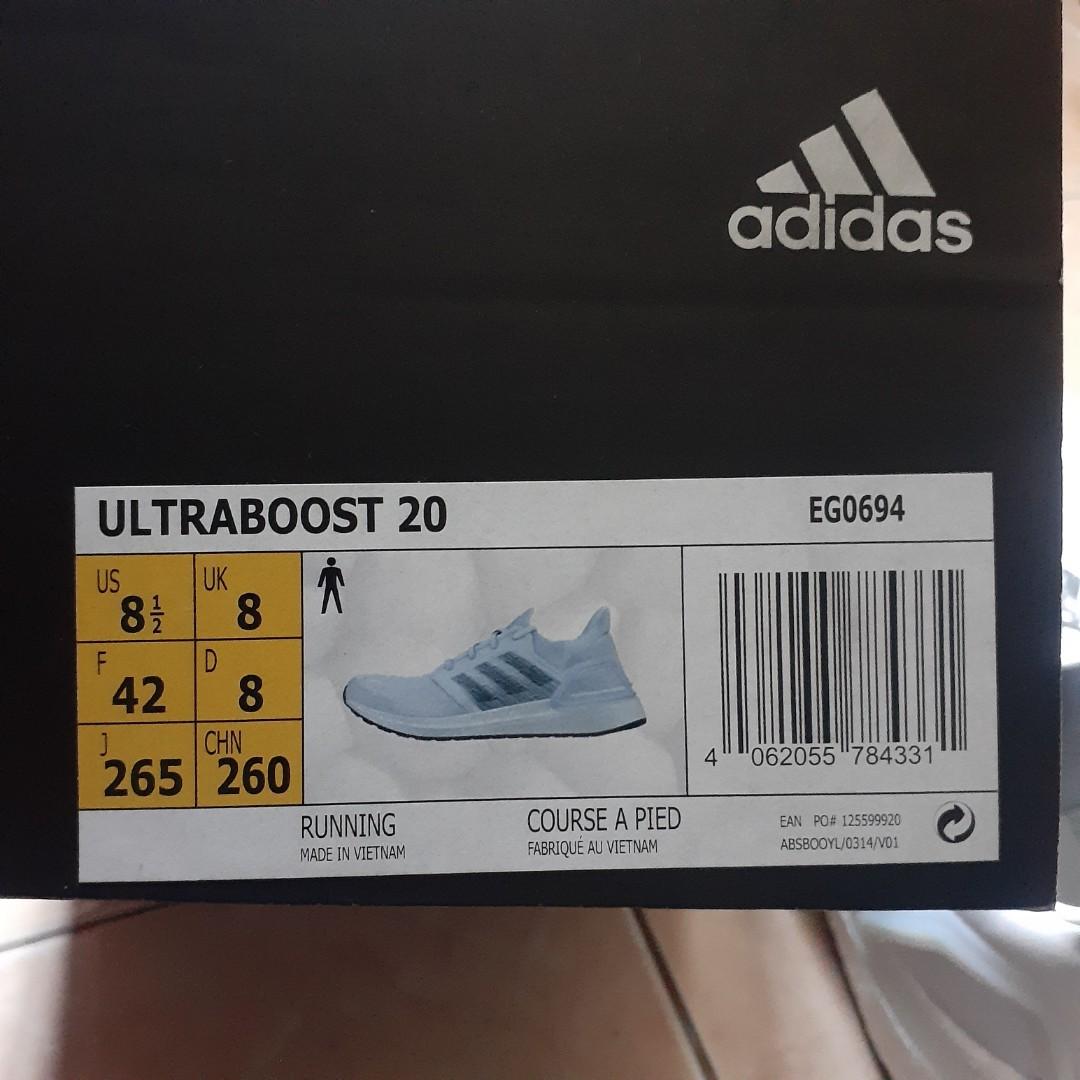 adidas
ULTRABOOST 20
EG0694
US 8½
UK 8
F 42
D 8
J 265
CHN 260
4 062055 784331
RUNNING
MADE IN VIETNAM
COURSE A PIED
FABRIQUÉ AU VIETNAM
EAN PO# 125599920
ABSBOOYL/0314/V01